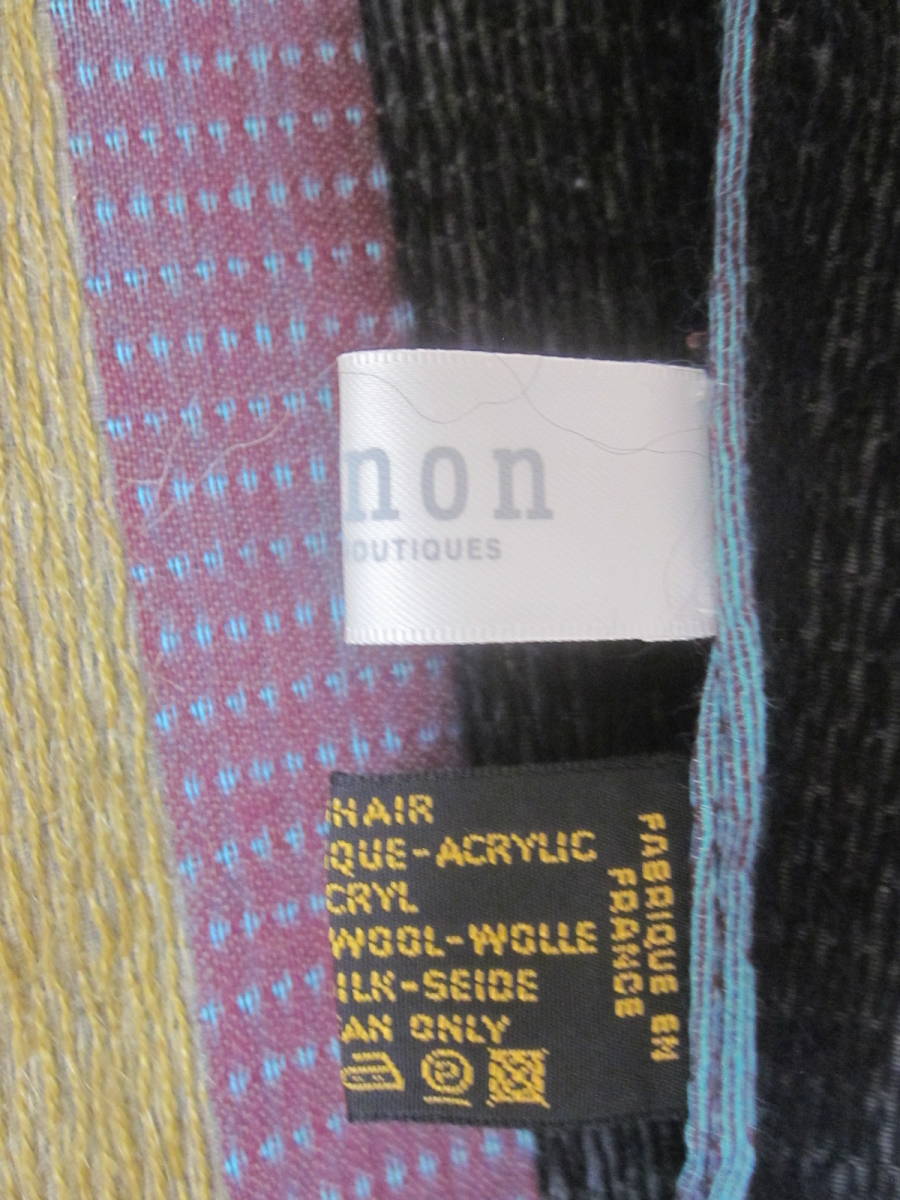 non
OUTIQUES
HAIR
QUE-ACRYLIC
CRYL
WOOL-WOLLE
ILK-SEIDE
AN ONLY
FABRIQUE EN
FRANCE